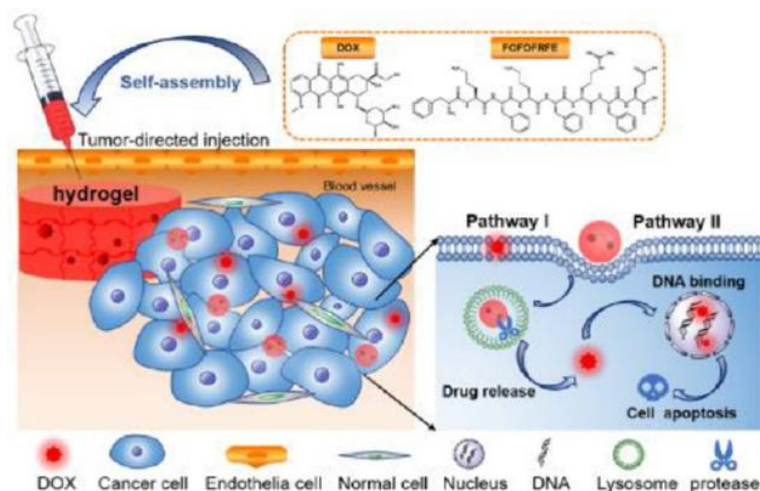 DOX
FOFOFRFE
Self-assembly
Tumor-directed injection
hydrogel
Blood vessel
Pathway I
Pathway II
DNA binding
Drug release
Cell apoptosis
DOX
Cancer cell
Endothelia cell
Normal cell
Nucleus
DNA
Lysosome
protease